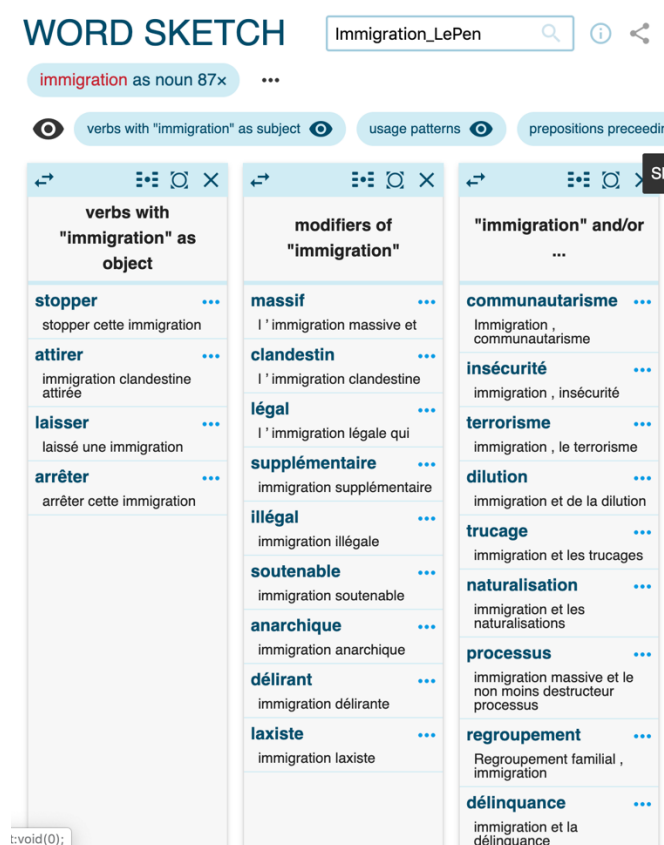 WORD SKETCH
Immigration_LePen
immigration as noun 87×
verbs with "immigration" as subject
usage patterns
prepositions preceedin
verbs with
"immigration" as
object
stopper
stopper cette immigration
attirer
immigration clandestine
attirée
laisser
laissé une immigration
arrêter
arrêter cette immigration
modifiers of
"immigration"
massif
l ' immigration massive et
clandestin
l ' immigration clandestine
légal
l ' immigration légale qui
supplémentaire
immigration supplémentaire
illégal
immigration illégale
soutenable
immigration soutenable
anarchique
immigration anarchique
délirant
immigration délirante
laxiste
immigration laxiste
"immigration" and/or
...
communautarisme
Immigration ,
communautarisme
insécurité
immigration , insécurité
terrorisme
immigration , le terrorisme
dilution
immigration et de la dilution
trucage
immigration et les trucages
naturalisation
immigration et les
naturalisations
processus
immigration massive et le
non moins destructeur
processus
regroupement
Regroupement familial ,
immigration
délinquance
immigration et la
délinquance
t:void(0);